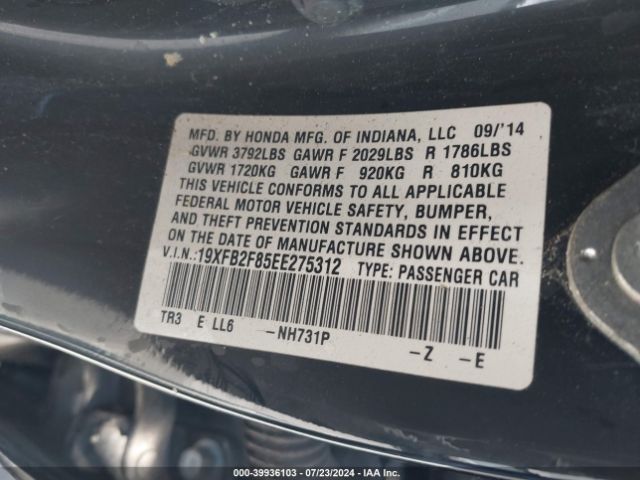 MFD. BY HONDA MFG. OF INDIANA, LLC 09/'14
GVWR 3792LBS GAWR F 2029LBS R 1786LBS
GVWR 1720KG GAWR F 920KG R 810KG
THIS VEHICLE CONFORMS TO ALL APPLICABLE
FEDERAL MOTOR VEHICLE SAFETY, BUMPER,
AND THEFT PREVENTION STANDARDS IN EFFECT
ON THE DATE OF MANUFACTURE SHOWN ABOVE.
V.I.N.:19XFB2F85EE275312 TYPE: PASSENGER CAR
TR3 E LL6 -NH731P -Z -E
000-39936103 - 07/23/2024 - IAA Inc.